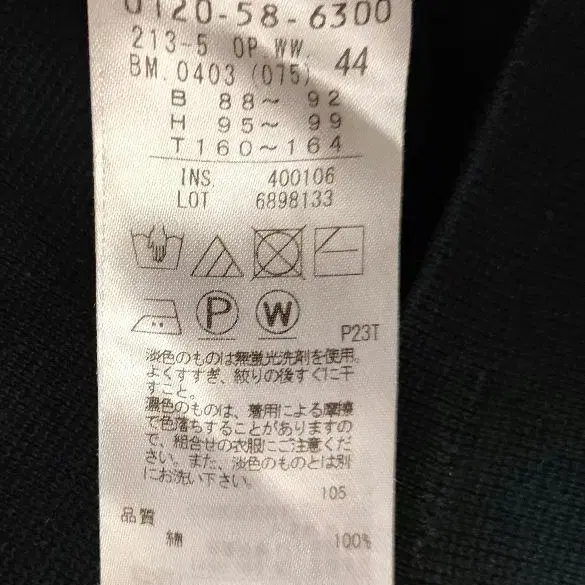 0120-58-6300
213-5 OP.WW.
BM.0403 (075) 44
B 88～ 92
H 95～ 99
T 160～164
INS. 400106
LOT 6898133
P W
P23T
淡色のものは無蛍光洗剤を使用。
よくすすぎ、絞りの後すぐに干
すこと。
濃色のものは、着用による摩擦
で色落ちすることがありますの
で、組合せの衣服にご注意くだ
さい。また、淡色のものとは別
にお洗い下さい。
105
品質
綿 100%